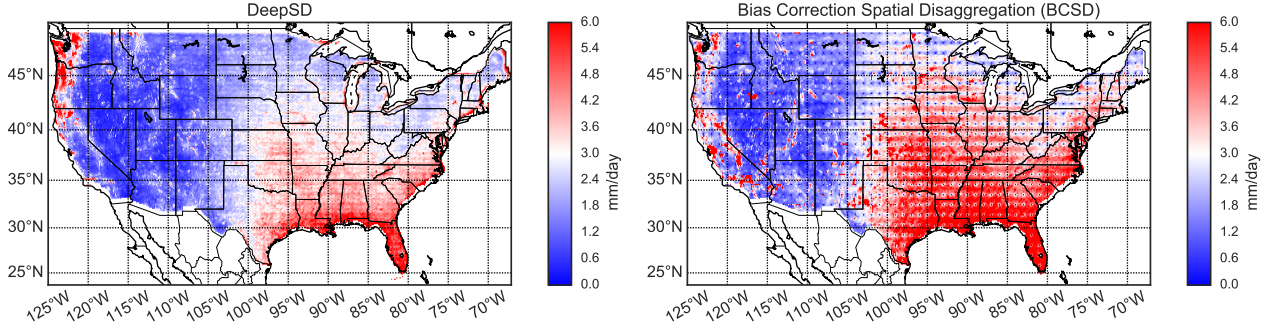 DeepSD
45°N
40°N
35°N
30°N
25°N
125°W
120°W
115°W
110°W
105°W
100°W
95°W
90°W
85°W
80°W
75°W
70°W
6.0
5.4
4.8
4.2
3.6
3.0
2.4
1.8
1.2
0.6
0.0
mm/day
Bias Correction Spatial Disaggregation (BCSD)
45°N
40°N
35°N
30°N
25°N
125°W
120°W
115°W
110°W
105°W
100°W
95°W
90°W
85°W
80°W
75°W
70°W
6.0
5.4
4.8
4.2
3.6
3.0
2.4
1.8
1.2
0.6
0.0
mm/day